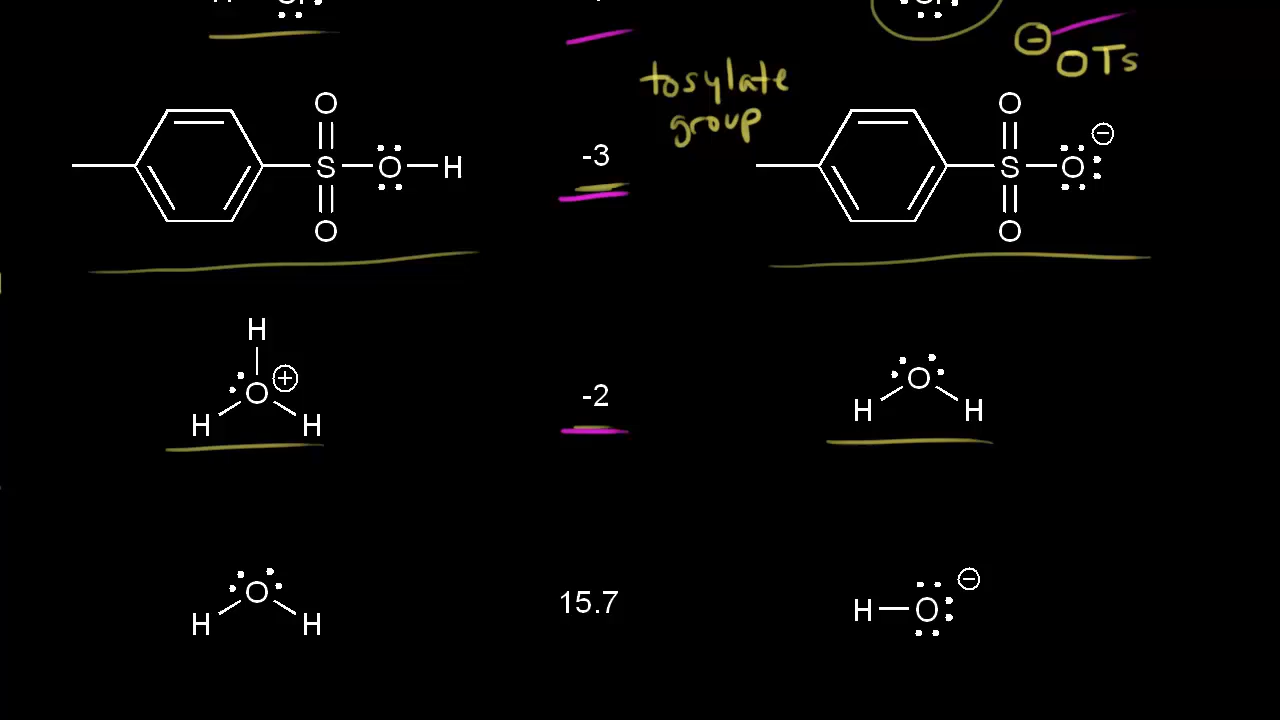 ⊖ OTs
tosylate
group
O O ⊖
-3
S O H S O
O O
H
⊕
O -2 O
H H H H
⊖
O 15.7 H O
H H